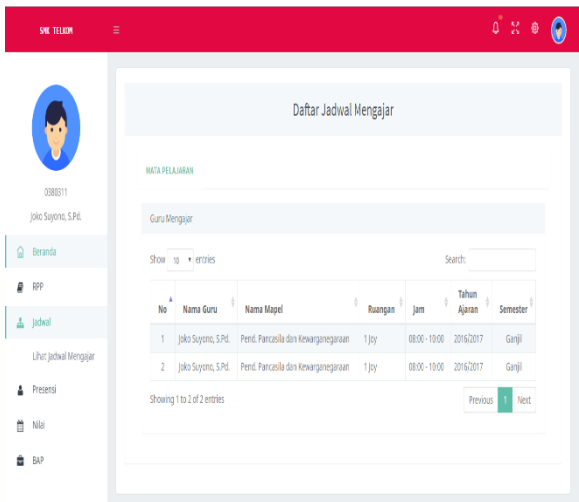 SMK TELKOM
0380311
Joko Suyono, S.Pd.
Beranda
RPP
Jadwal
Lihat Jadwal Mengajar
Presensi
Nilai
BAP
Daftar Jadwal Mengajar
MATA PELAJARAN
Guru Mengajar
Show 10 entries Search:
No Nama Guru Nama Mapel Ruangan Jam Tahun Ajaran Semester
1 Joko Suyono, S.Pd. Pend. Pancasila dan Kewarganegaraan 1 Joy 08:00 - 10:00 2016/2017 Ganjil
2 Joko Suyono, S.Pd. Pend. Pancasila dan Kewarganegaraan 1 Joy 08:00 - 10:00 2016/2017 Ganjil
Showing 1 to 2 of 2 entries Previous 1 Next